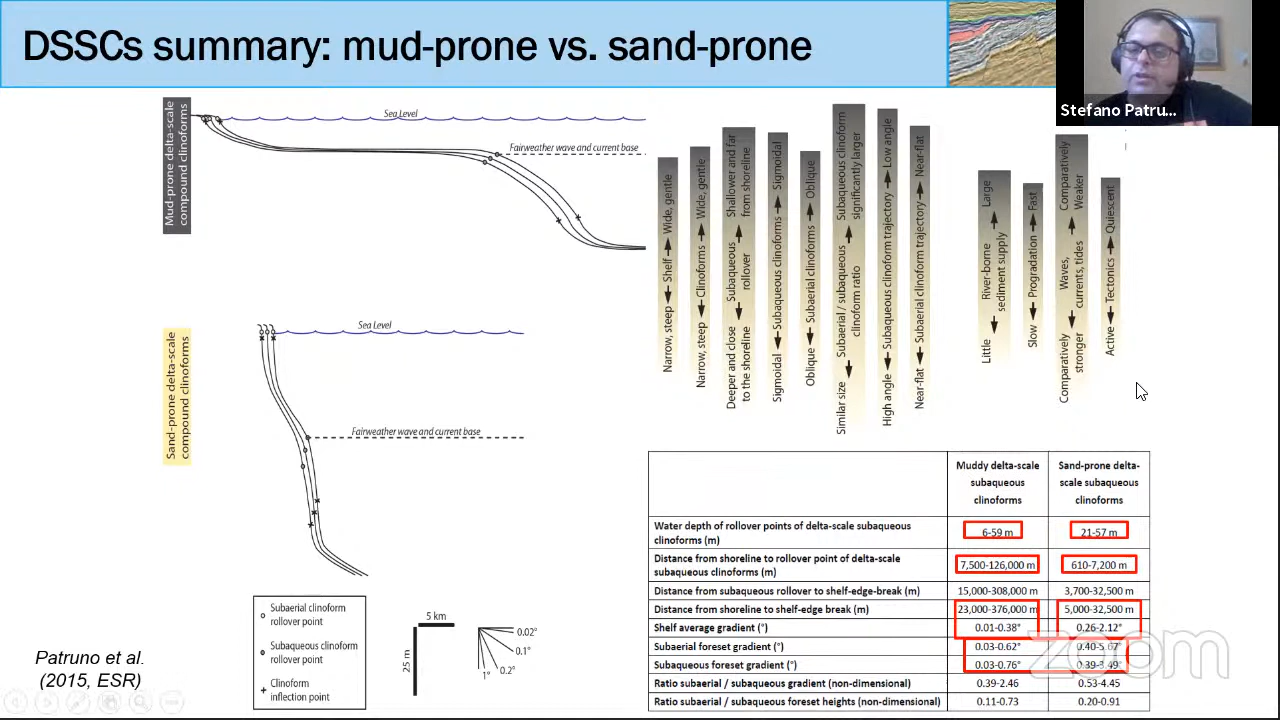 DSSCs summary: mud-prone vs. sand-prone
Stefano Patru...
Mud-prone delta-scale
compound clinoforms
Sea Level
Fairweather wave and current base
Sand-prone delta-scale
compound clinoforms
Sea Level
Fairweather wave and current base
Narrow, steep Shelf Wide, gentle
Narrow, steep Clinoforms Wide, gentle
Deeper and close
to the shoreline
Subaqueous
rollover
Shallower and far
from shoreline
Sigmoidal Subaqueous clinoforms Sigmoidal
Oblique Subaerial clinoforms Oblique
Similar size
Subaerial / subaqueous
clinoform ratio
Subaqueous clinoform
significantly larger
High angle Subaqueous clinoform trajectory Low angle
Near-flat Subaerial clinoform trajectory Near-flat
Little
River-borne
sediment supply
Large
Slow Progradation Fast
Comparatively
stronger
Waves,
currents, tides
Comparatively
Weaker
Active Tectonics Quiescent
Muddy delta-scale
subaqueous
clinoforms
Sand-prone delta-
scale subaqueous
clinoforms
Water depth of rollover points of delta-scale subaqueous
clinoforms (m)
6-59 m
21-57 m
Distance from shoreline to rollover point of delta-scale
subaqueous clinoforms (m)
7,500-126,000 m
610-7,200 m
Distance from subaqueous rollover to shelf-edge-break (m) 15,000-308,000 m 3,700-32,500 m
Distance from shoreline to shelf-edge break (m) 23,000-376,000 m 5,000-32,500 m
Shelf average gradient (°) 0.01-0.38° 0.26-2.12°
Subaerial foreset gradient (°) 0.03-0.62° 0.40-5.67°
Subaqueous foreset gradient (°) 0.03-0.76° 0.39-3.49°
Ratio subaerial / subaqueous gradient (non-dimensional) 0.39-2.46 0.53-4.45
Ratio subaerial / subaqueous foreset heights (non-dimensional) 0.11-0.73 0.20-0.91
zoom
Subaerial clinoform
rollover point
Subaqueous clinoform
rollover point
Clinoform
inflection point
5 km
25 m
0.02°
0.1°
0.2°
1°
Patruno et al.
(2015, ESR)